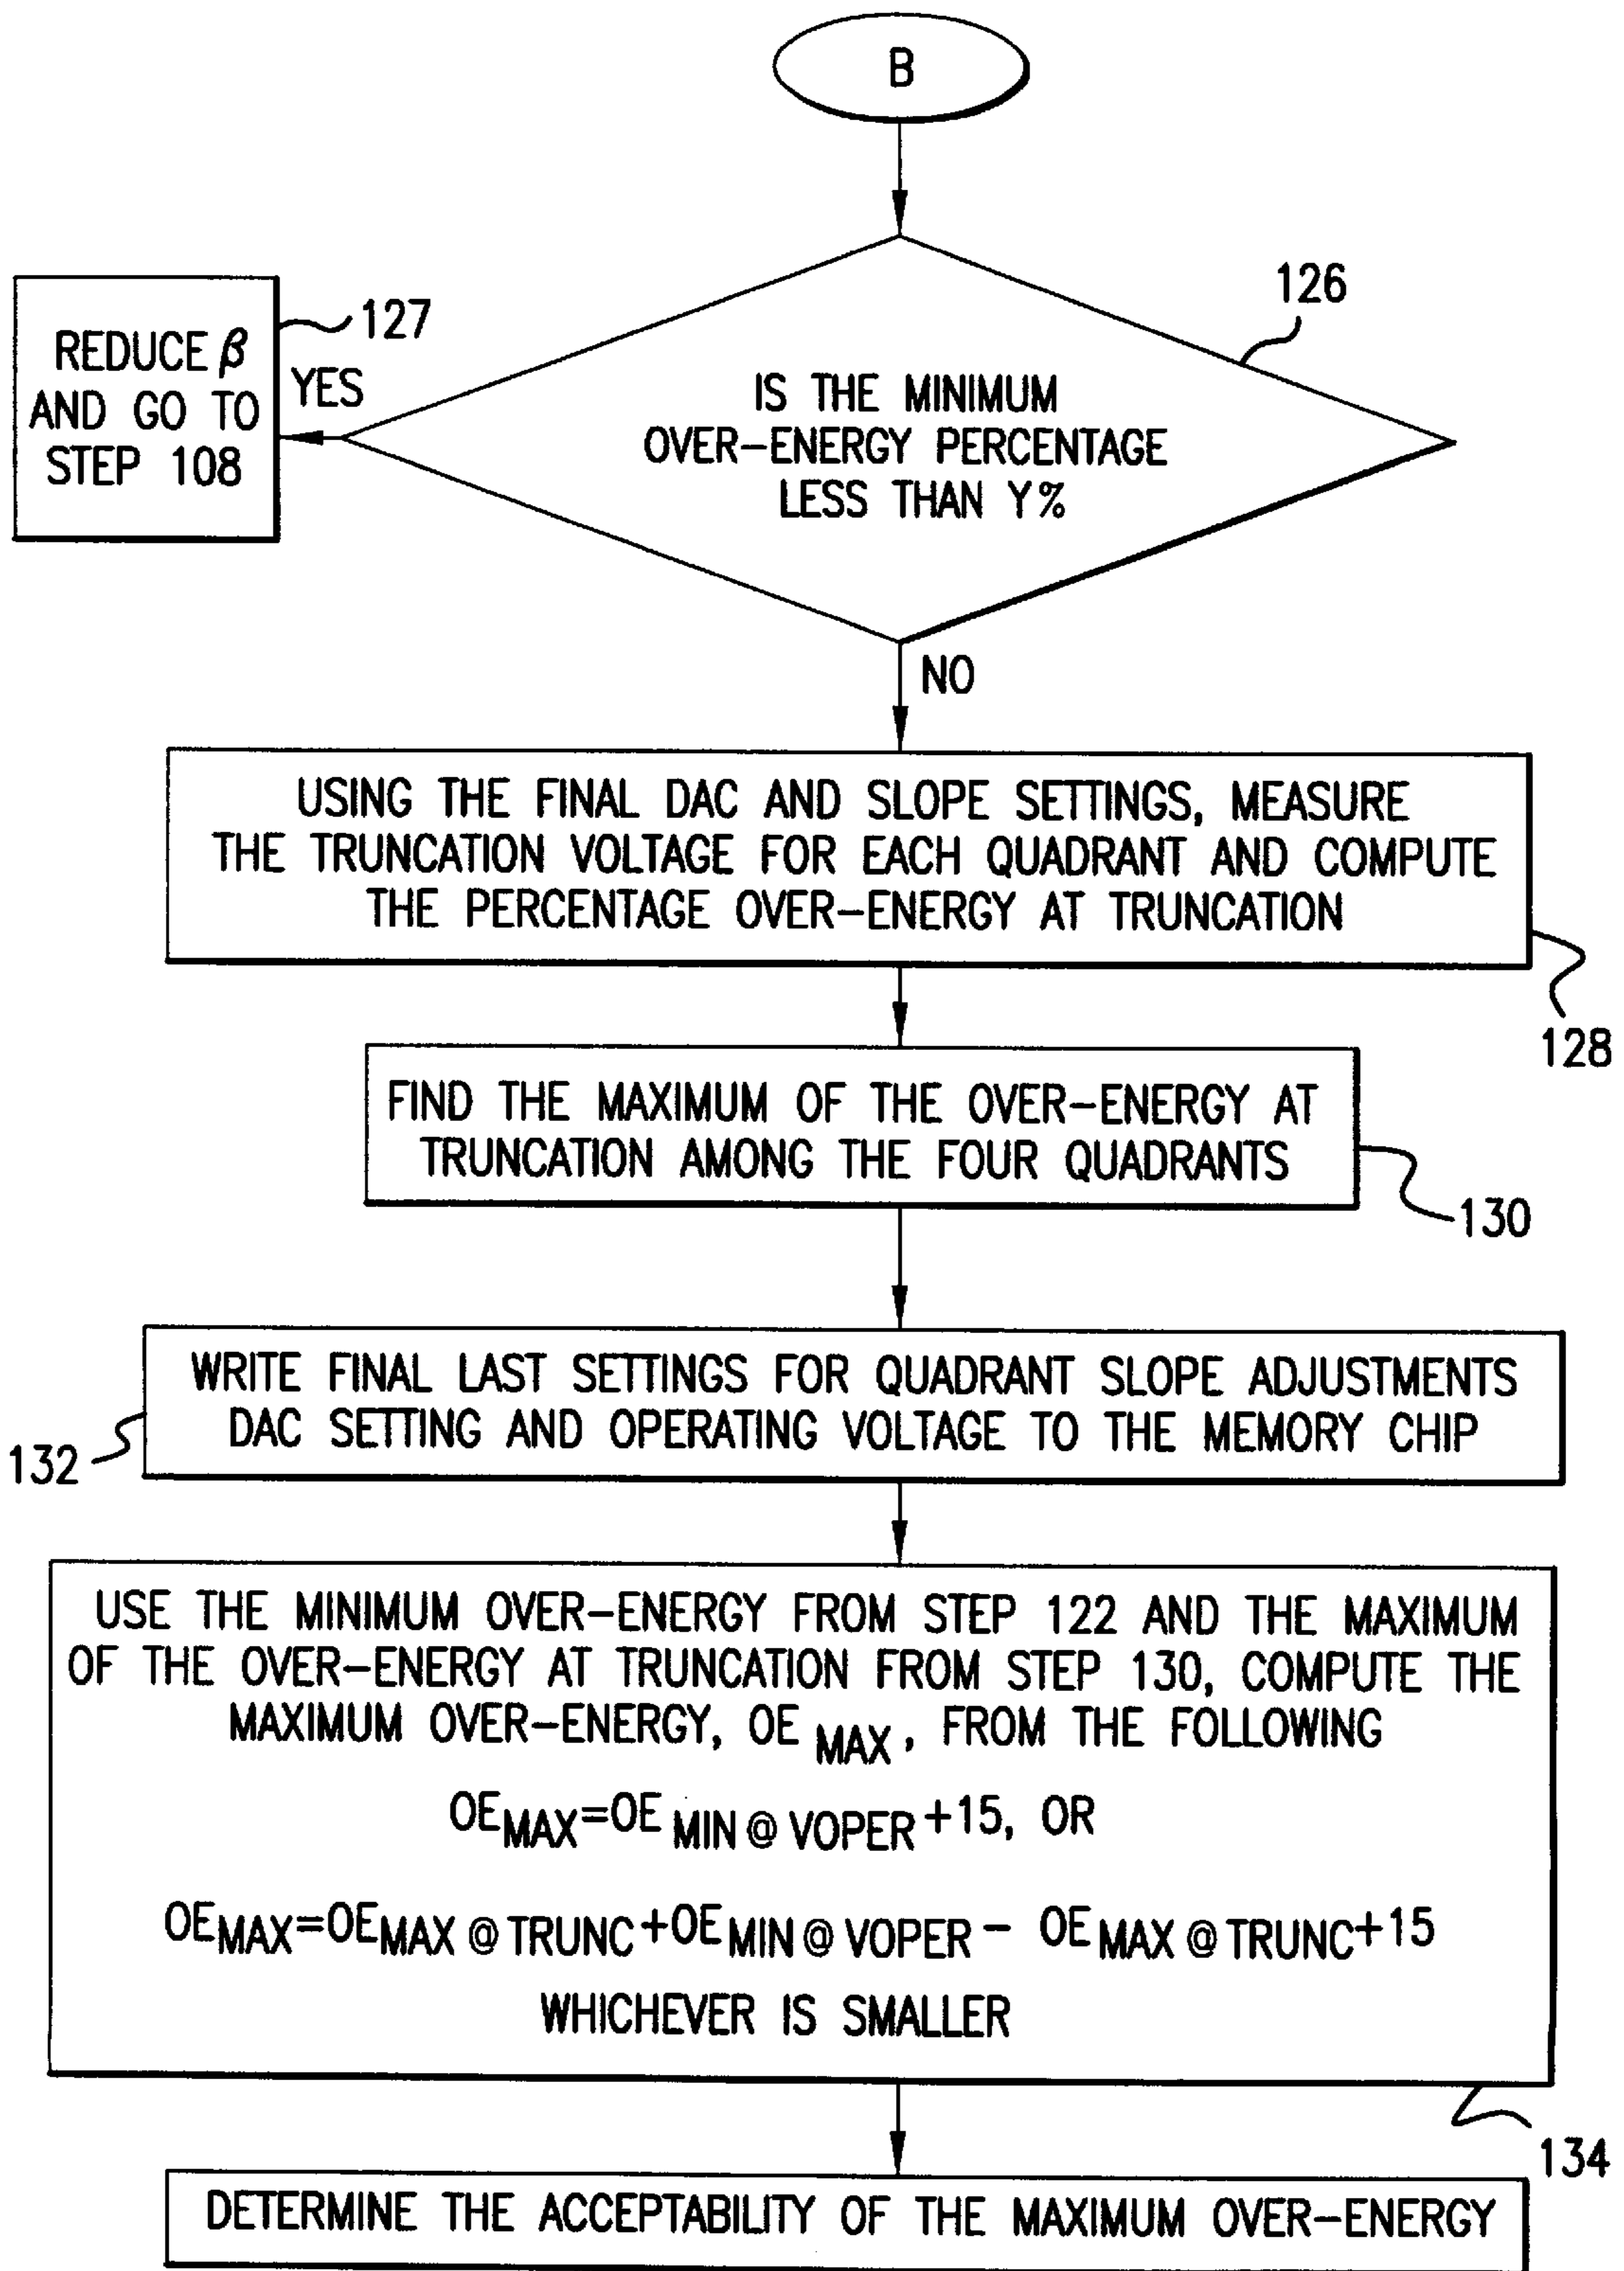 B
126
127
REDUCE β
AND GO TO
STEP 108
YES
IS THE MINIMUM
OVER-ENERGY PERCENTAGE
LESS THAN Y%
NO
USING THE FINAL DAC AND SLOPE SETTINGS, MEASURE
THE TRUNCATION VOLTAGE FOR EACH QUADRANT AND COMPUTE
THE PERCENTAGE OVER-ENERGY AT TRUNCATION
128
FIND THE MAXIMUM OF THE OVER-ENERGY AT
TRUNCATION AMONG THE FOUR QUADRANTS
130
WRITE FINAL LAST SETTINGS FOR QUADRANT SLOPE ADJUSTMENTS
DAC SETTING AND OPERATING VOLTAGE TO THE MEMORY CHIP
132
USE THE MINIMUM OVER-ENERGY FROM STEP 122 AND THE MAXIMUM
OF THE OVER-ENERGY AT TRUNCATION FROM STEP 130, COMPUTE THE
MAXIMUM OVER-ENERGY, OE MAX, FROM THE FOLLOWING
OE MAX=OE MIN @ VOPER +15, OR
OE MAX=OE MAX @ TRUNC +OE MIN @ VOPER - OE MAX @ TRUNC +15
WHICHEVER IS SMALLER
134
DETERMINE THE ACCEPTABILITY OF THE MAXIMUM OVER-ENERGY